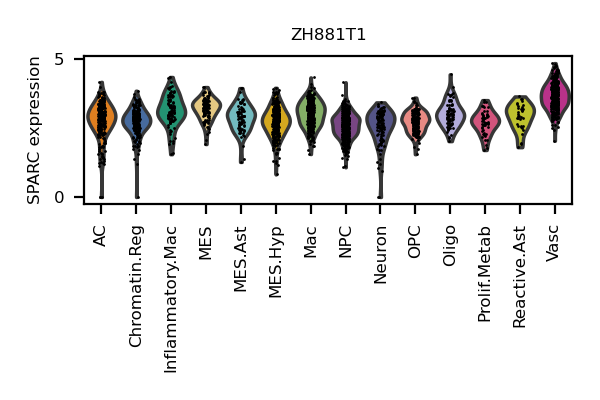 ZH881T1
SPARC expression
5
0
AC
Chromatin.Reg
Inflammatory.Mac
MES
MES.Ast
MES.Hyp
Mac
NPC
Neuron
OPC
Oligo
Prolif.Metab
Reactive.Ast
Vasc